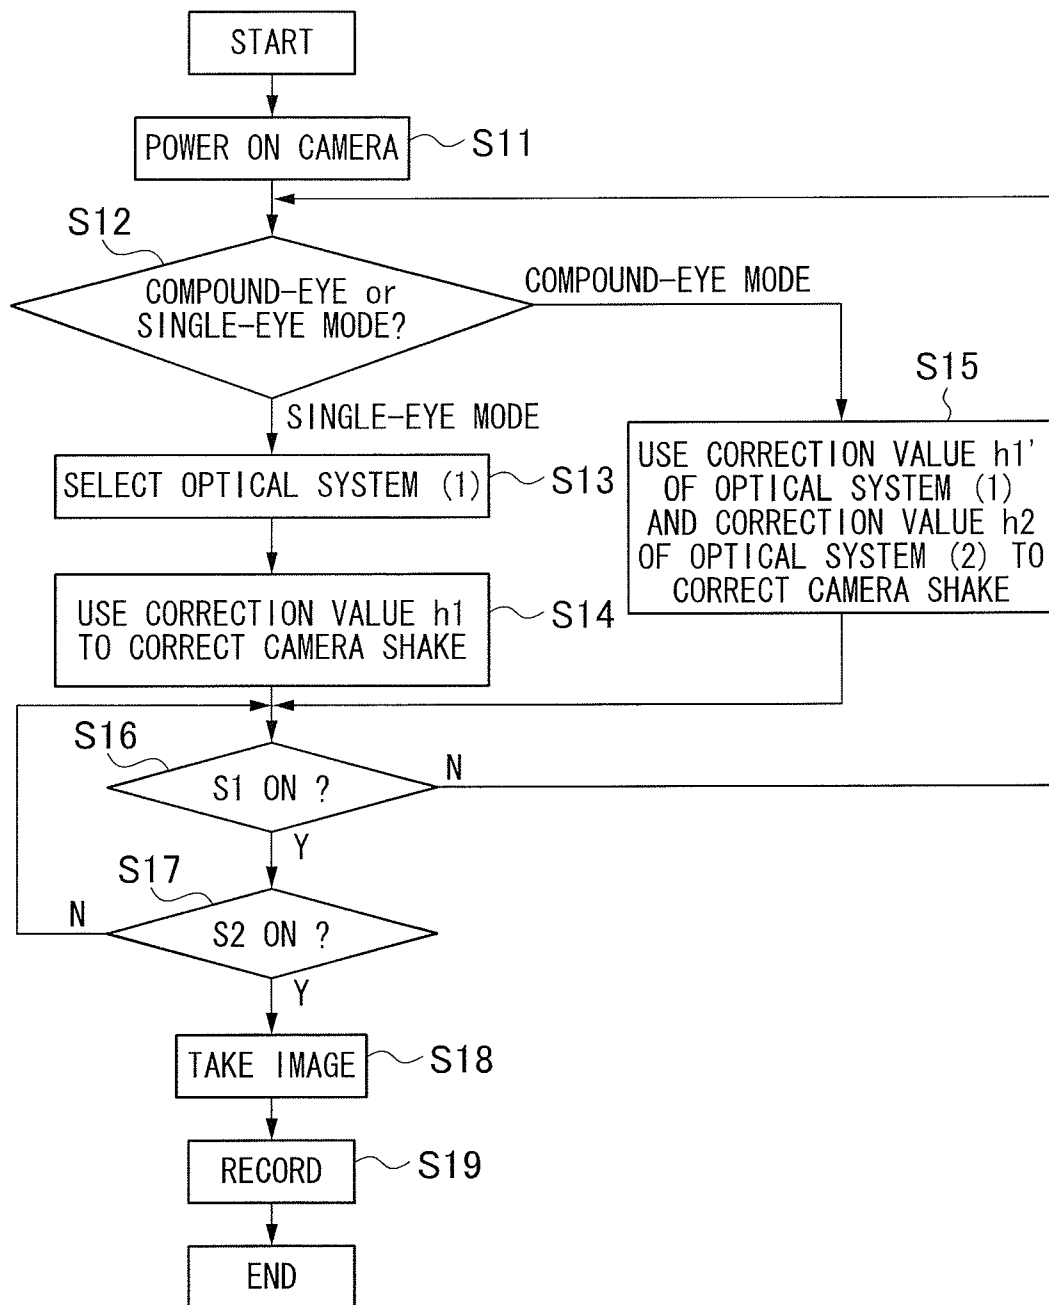 START
POWER ON CAMERA
S11
S12
COMPOUND-EYE or
SINGLE-EYE MODE?
COMPOUND-EYE MODE
SINGLE-EYE MODE
SELECT OPTICAL SYSTEM (1)
S13
S15
USE CORRECTION VALUE h1'
OF OPTICAL SYSTEM (1)
AND CORRECTION VALUE h2
OF OPTICAL SYSTEM (2) TO
CORRECT CAMERA SHAKE
USE CORRECTION VALUE h1
TO CORRECT CAMERA SHAKE
S14
S16
S1 ON ?
N
Y
S17
S2 ON ?
N
Y
TAKE IMAGE
S18
RECORD
S19
END